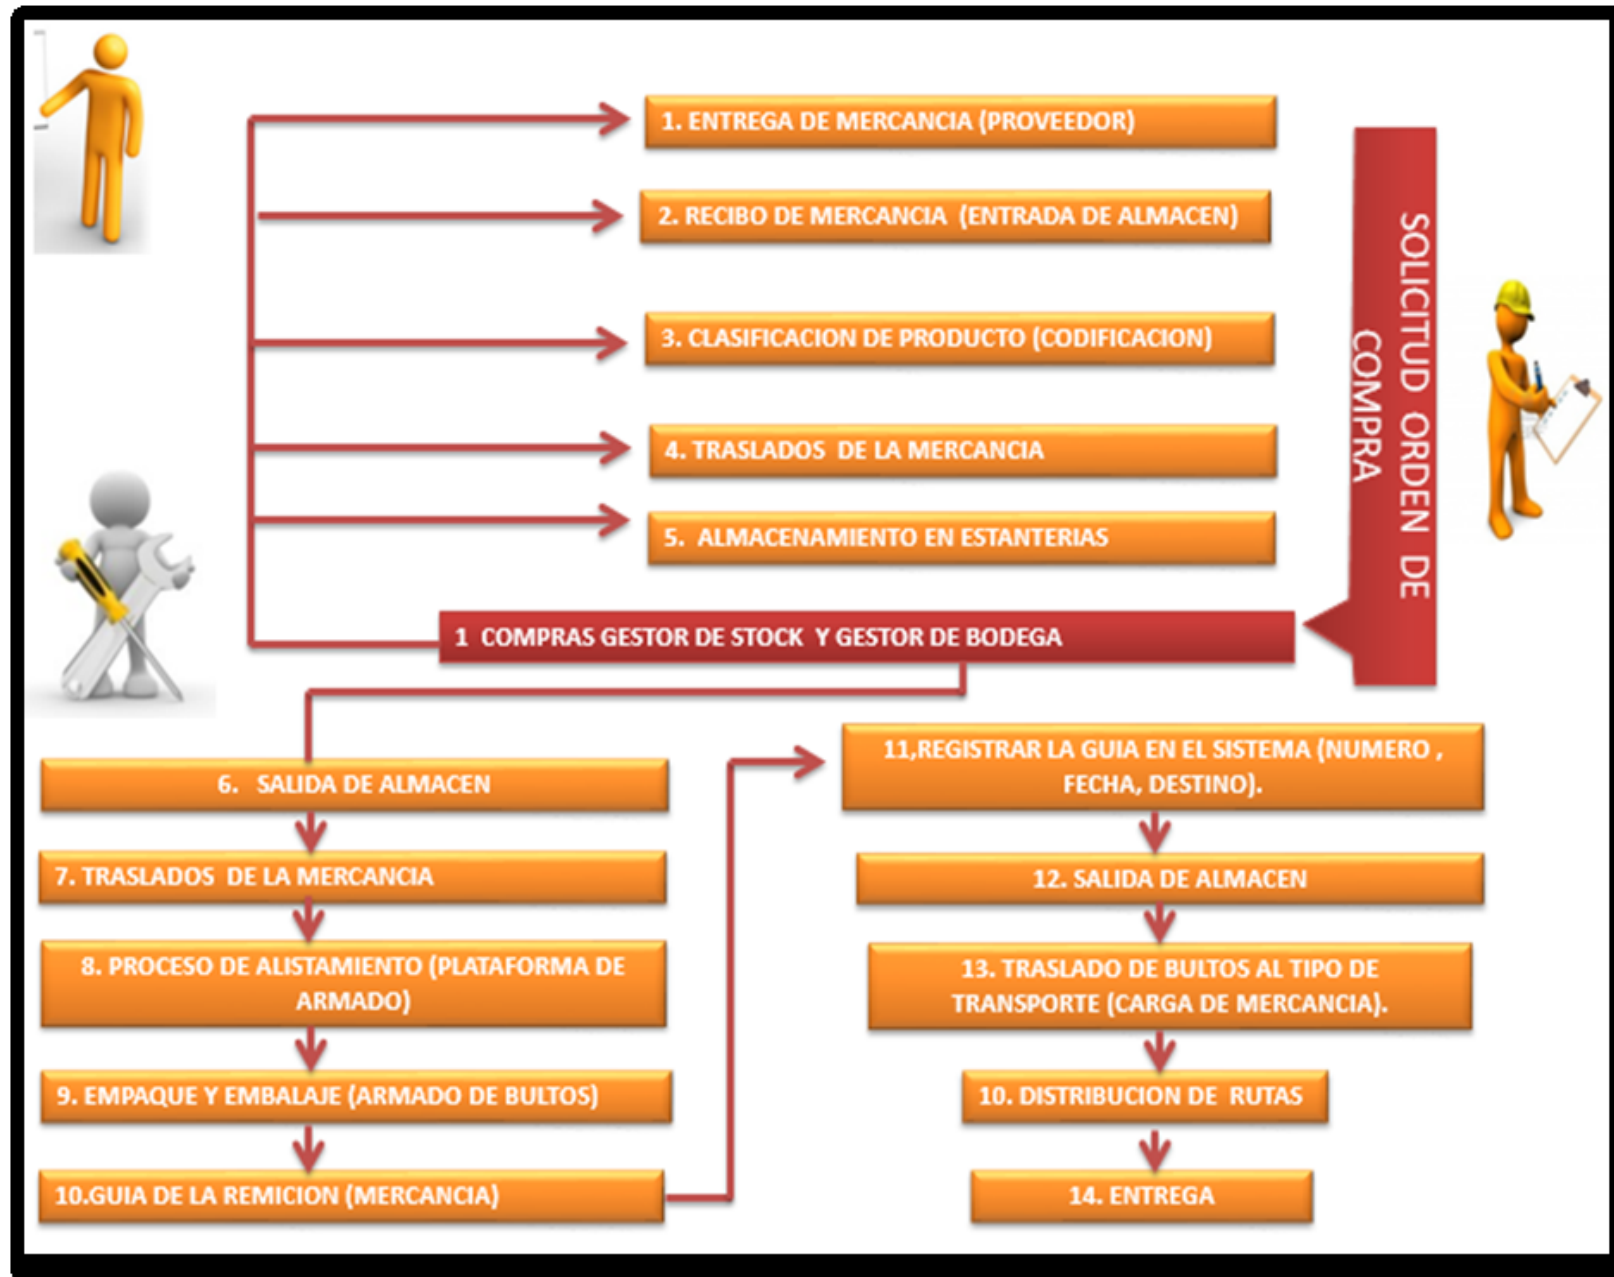 1. ENTREGA DE MERCANCIA (PROVEEDOR)
2. RECIBO DE MERCANCIA (ENTRADA DE ALMACEN)
3. CLASIFICACION DE PRODUCTO (CODIFICACION)
4. TRASLADOS DE LA MERCANCIA
5. ALMACENAMIENTO EN ESTANTERIAS
SOLICITUD ORDEN DE
COMPRA
1 COMPRAS GESTOR DE STOCK Y GESTOR DE BODEGA
6. SALIDA DE ALMACEN
7. TRASLADOS DE LA MERCANCIA
8. PROCESO DE ALISTAMIENTO (PLATAFORMA DE
ARMADO)
9. EMPAQUE Y EMBALAJE (ARMADO DE BULTOS)
10.GUIA DE LA REMICION (MERCANCIA)
11,REGISTRAR LA GUIA EN EL SISTEMA (NUMERO ,
FECHA, DESTINO).
12. SALIDA DE ALMACEN
13. TRASLADO DE BULTOS AL TIPO DE
TRANSPORTE (CARGA DE MERCANCIA).
10. DISTRIBUCION DE RUTAS
14. ENTREGA